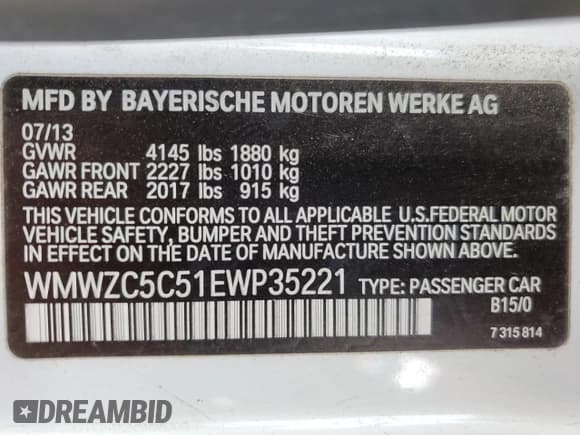 MFD BY BAYERISCHE MOTOREN WERKE AG
07/13
GVWR 4145 lbs 1880 kg
GAWR FRONT 2227 lbs 1010 kg
GAWR REAR 2017 lbs 915 kg
THIS VEHICLE CONFORMS TO ALL APPLICABLE U.S.FEDERAL MOTOR
VEHICLE SAFETY, BUMPER AND THEFT PREVENTION STANDARDS
IN EFFECT ON THE DATE OF MANUFACTURE SHOWN ABOVE.
WMWZC5C51EWP35221 TYPE: PASSENGER CAR
B15/0
7 315 814
DREAMBID